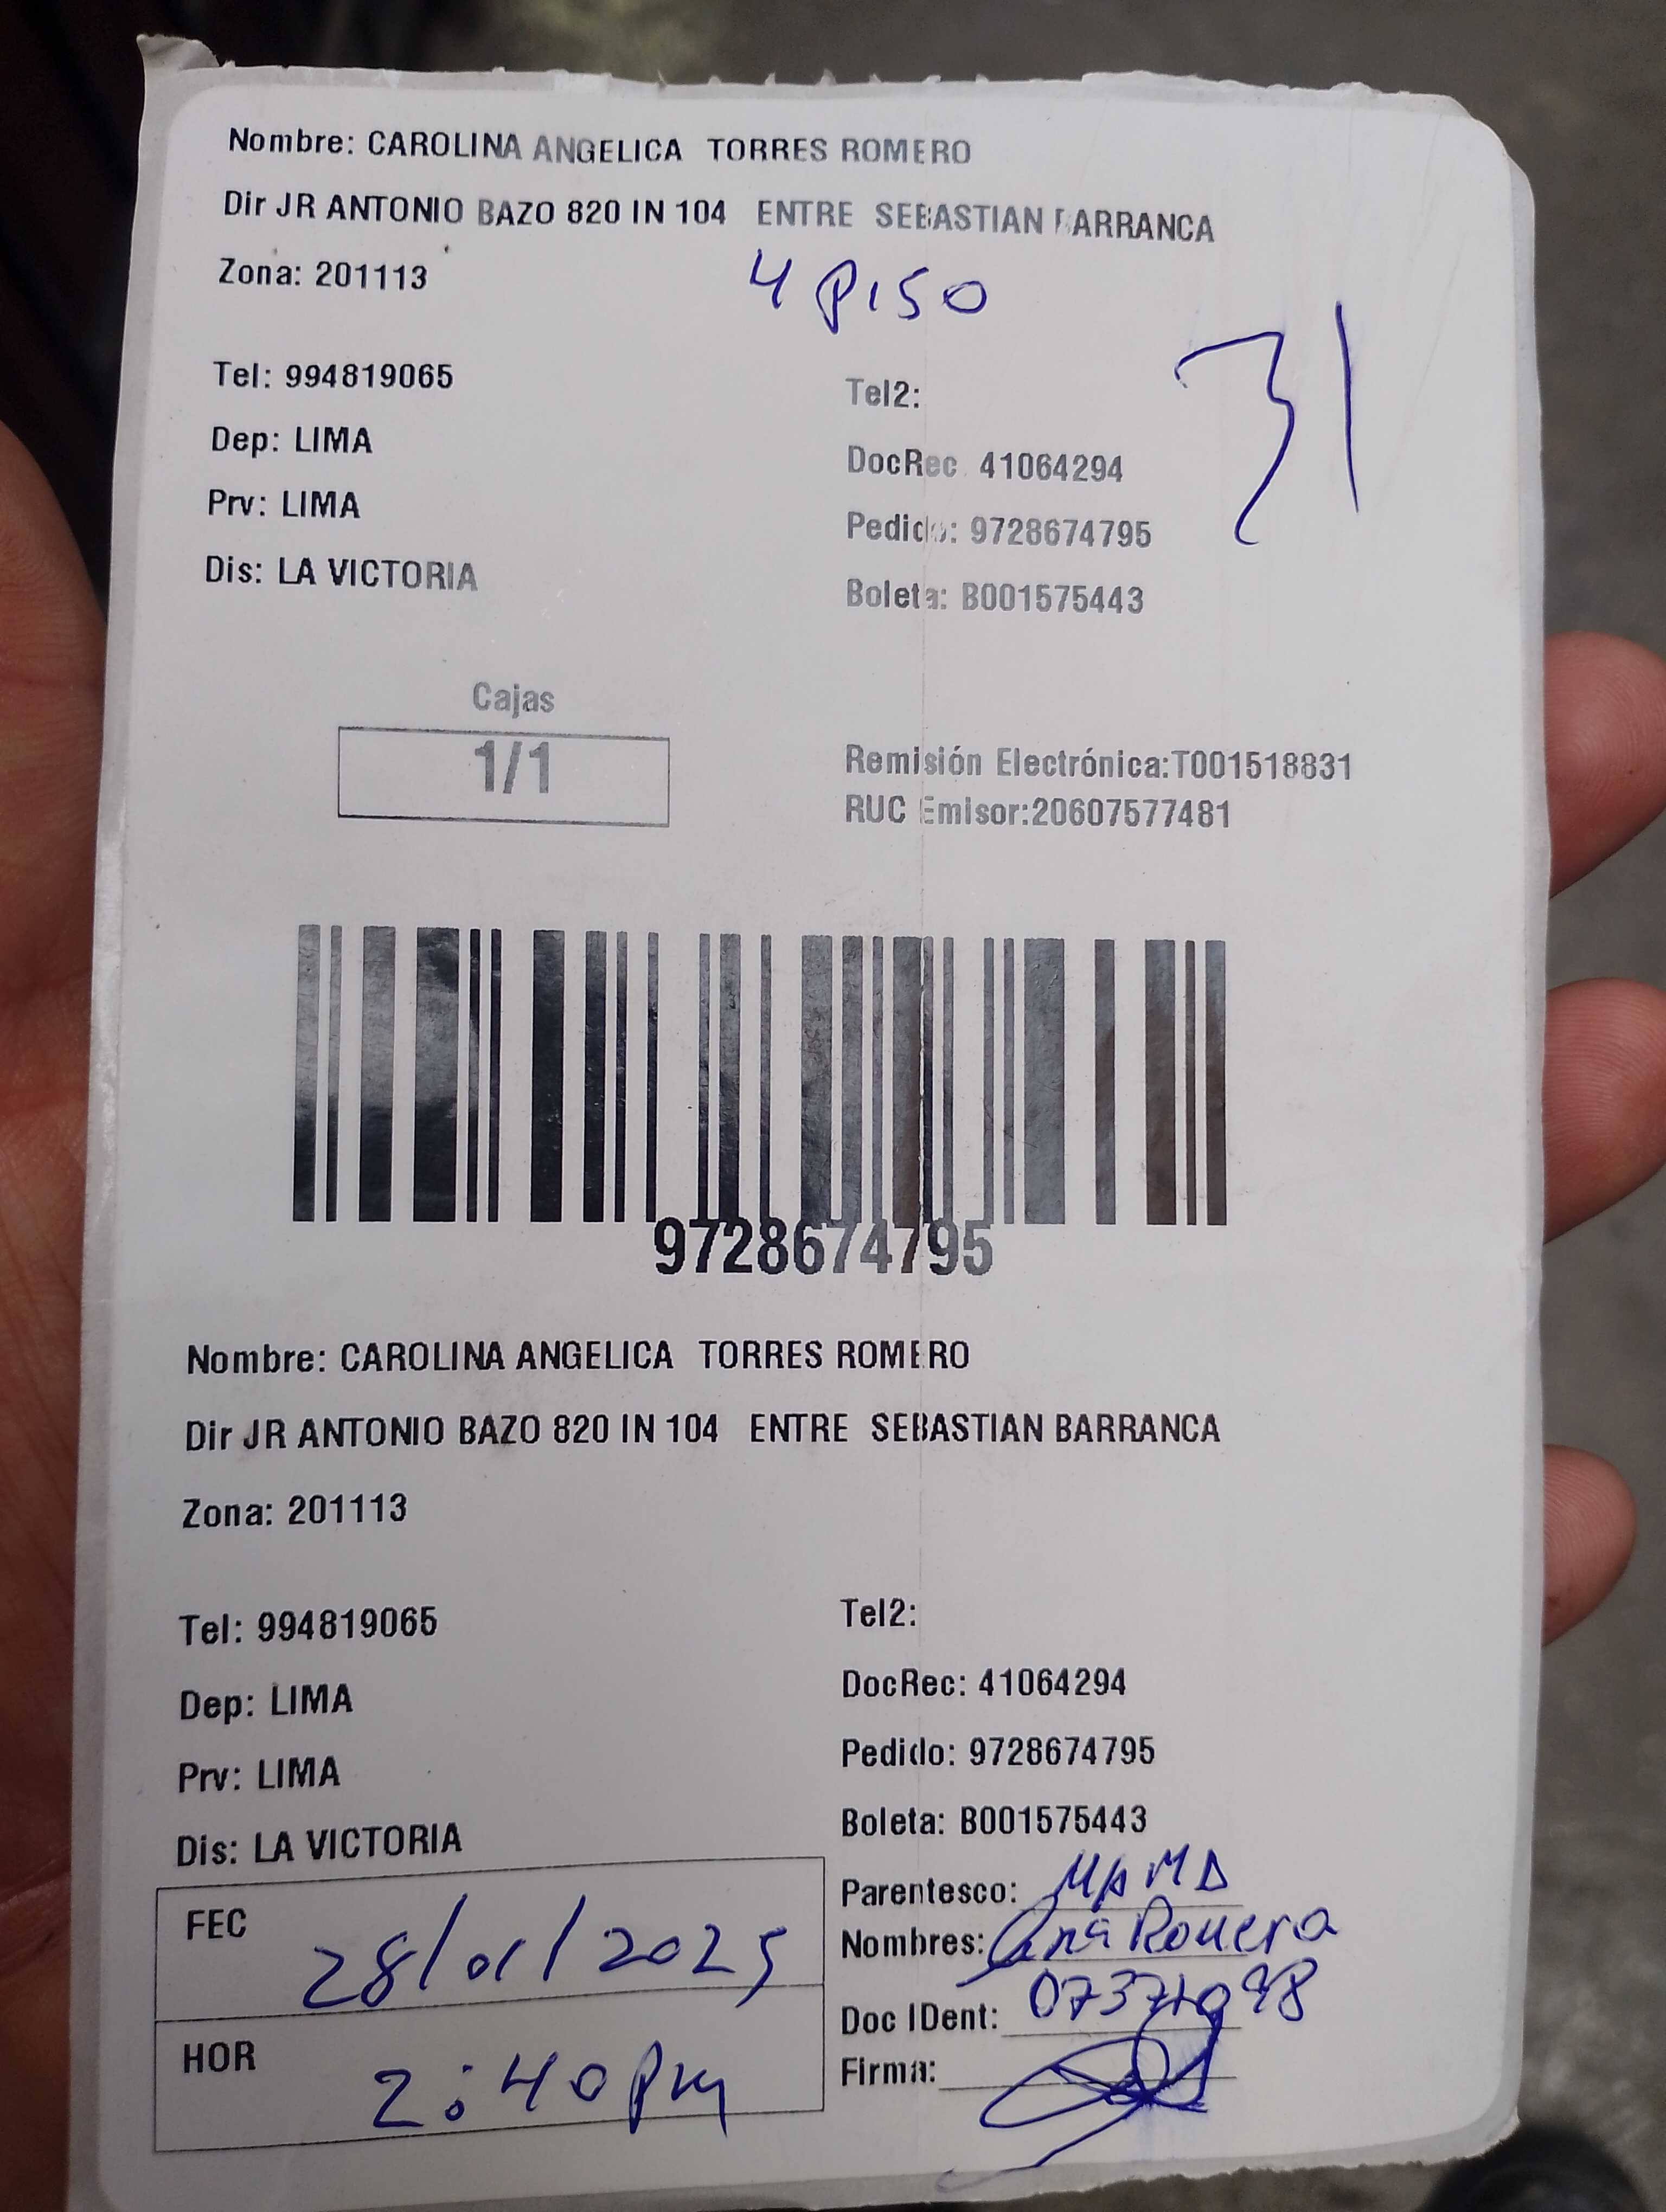 Nombre: CAROLINA ANGELICA TORRES ROMERO
Dir JR ANTONIO BAZO 820 IN 104 ENTRE SEBASTIAN BARRANCA
Zona: 201113
4 PISO
31
Tel: 994819065
Tel2:
Dep: LIMA
DocRec 41064294
Prv: LIMA
Pedido: 9728674795
Dis: LA VICTORIA
Boleta: B001575443
Cajas
1/1
Remisión Electrónica:T001518831
RUC Emisor:20607577481
9728674795
Nombre: CAROLINA ANGELICA TORRES ROMERO
Dir JR ANTONIO BAZO 820 IN 104 ENTRE SEBASTIAN BARRANCA
Zona: 201113
Tel: 994819065
Tel2:
Dep: LIMA
DocRec: 41064294
Prv: LIMA
Pedido: 9728674795
Dis: LA VICTORIA
Boleta: B001575443
FEC 28/01/2025
Parentesco: MAMA
Nombres: Ana Romero
HOR 2:40 Pm
Doc IDent:
Firma: